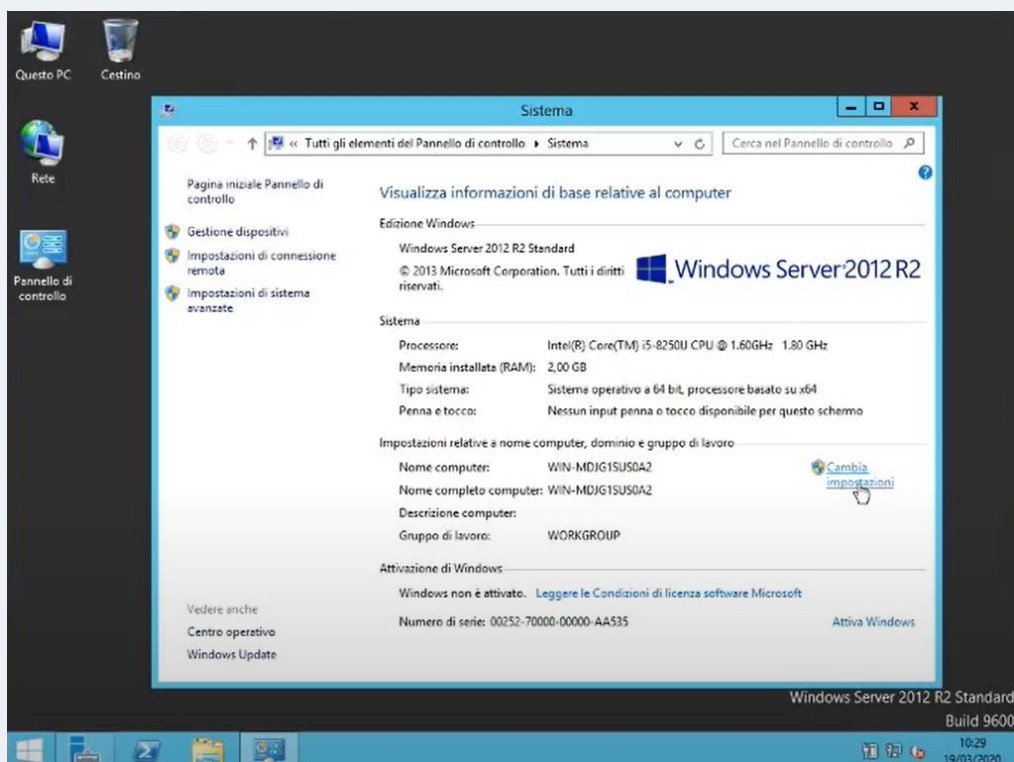 Questo PC
Cestino
Rete
Pannello di
controllo
Sistema
« Tutti gli elementi del Pannello di controllo ▸ Sistema
Cerca nel Pannello di controllo
Pagina iniziale Pannello di
controllo
Gestione dispositivi
Impostazioni di connessione
remota
Impostazioni di sistema
avanzate
Vedere anche
Centro operativo
Windows Update
Visualizza informazioni di base relative al computer
Edizione Windows
Windows Server 2012 R2 Standard
© 2013 Microsoft Corporation. Tutti i diritti
riservati.
Windows Server 2012 R2
Sistema
Processore: Intel(R) Core(TM) i5-8250U CPU @ 1.60GHz 1.80 GHz
Memoria installata (RAM): 2,00 GB
Tipo sistema: Sistema operativo a 64 bit, processore basato su x64
Penna e tocco: Nessun input penna o tocco disponibile per questo schermo
Impostazioni relative a nome computer, dominio e gruppo di lavoro
Nome computer: WIN-MDJG1SUS0A2
Cambia
impostazioni
Nome completo computer: WIN-MDJG1SUS0A2
Descrizione computer:
Gruppo di lavoro: WORKGROUP
Attivazione di Windows
Windows non è attivato. Leggere le Condizioni di licenza software Microsoft
Numero di serie: 00252-70000-00000-AA535
Attiva Windows
Windows Server 2012 R2 Standard
Build 9600
10:29
19/03/2020